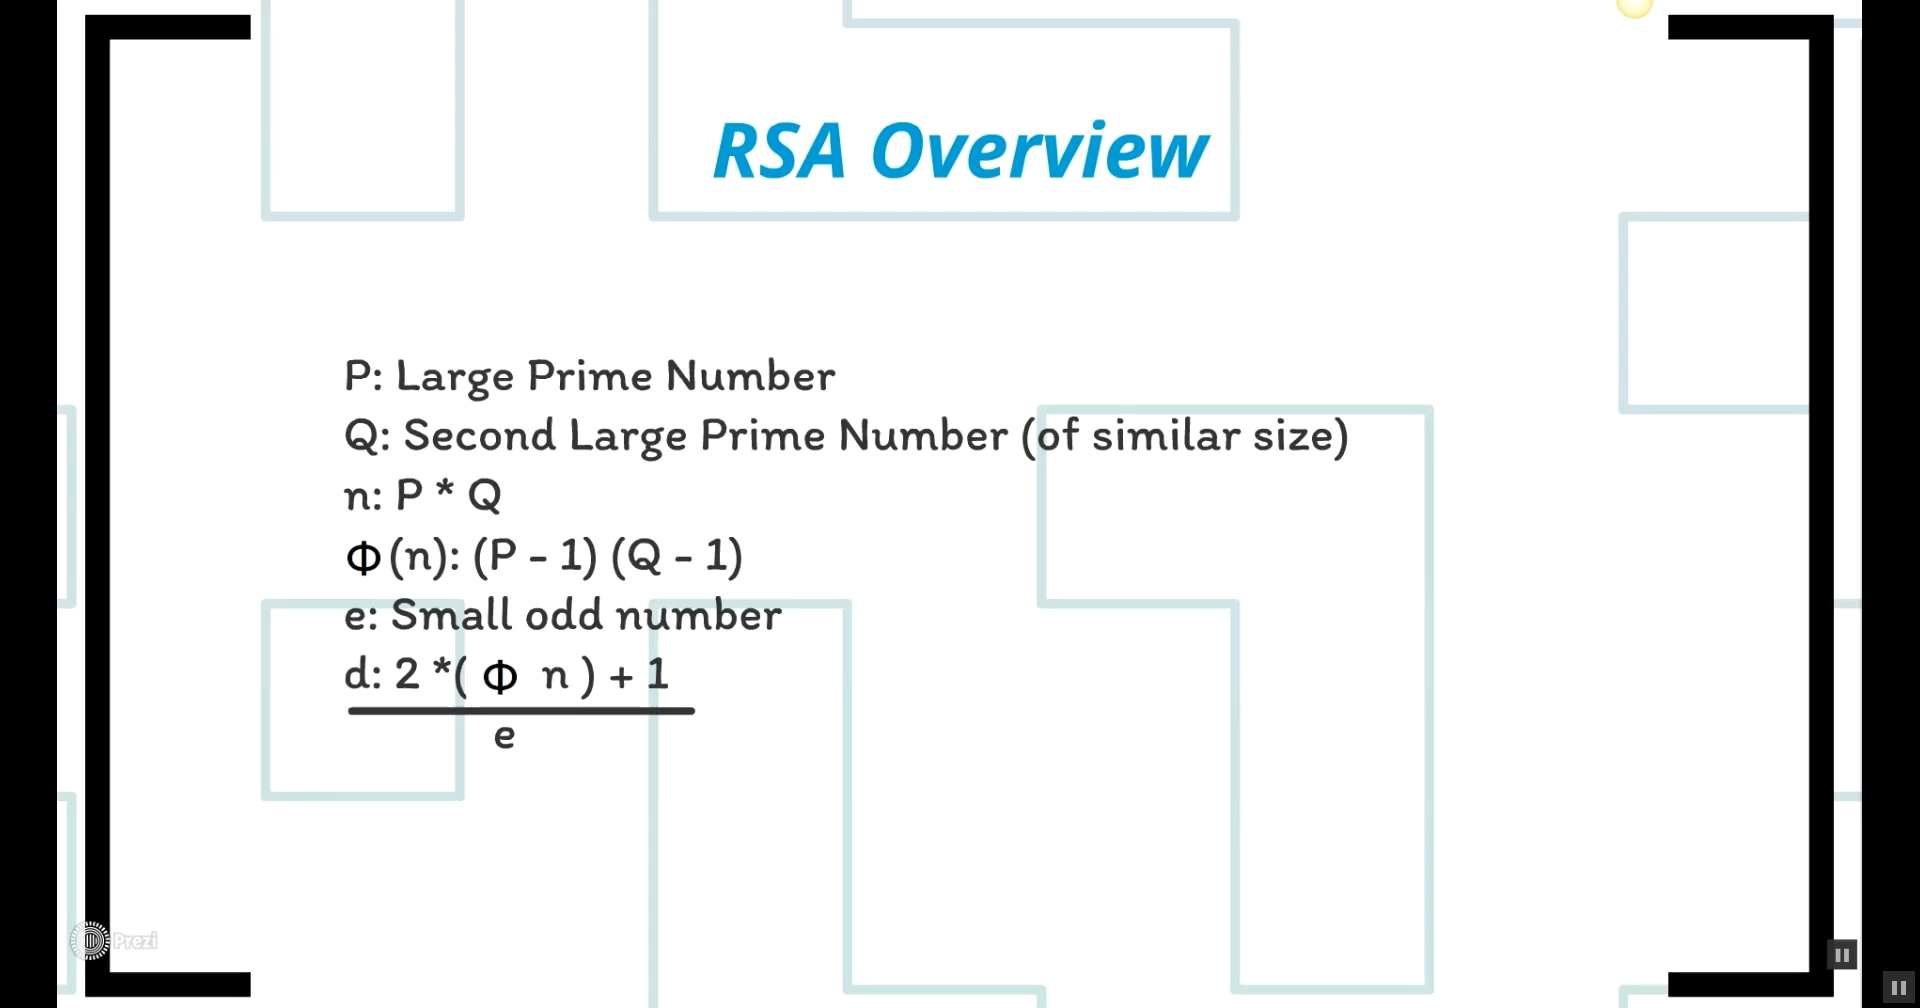 RSA Overview
P: Large Prime Number
Q: Second Large Prime Number (of similar size)
n: P * Q
Φ(n): (P - 1) (Q - 1)
e: Small odd number
d: 2 *( Φ n ) + 1
e
Prezi